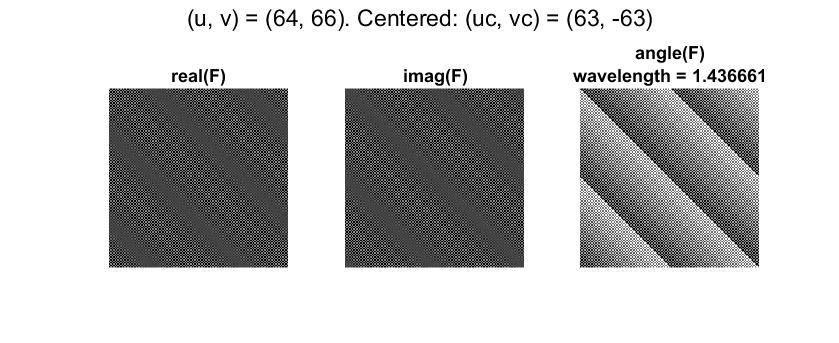 (u, v) = (64, 66). Centered: (uc, vc) = (63, -63)
real(F)
imag(F)
angle(F)
wavelength = 1.436661